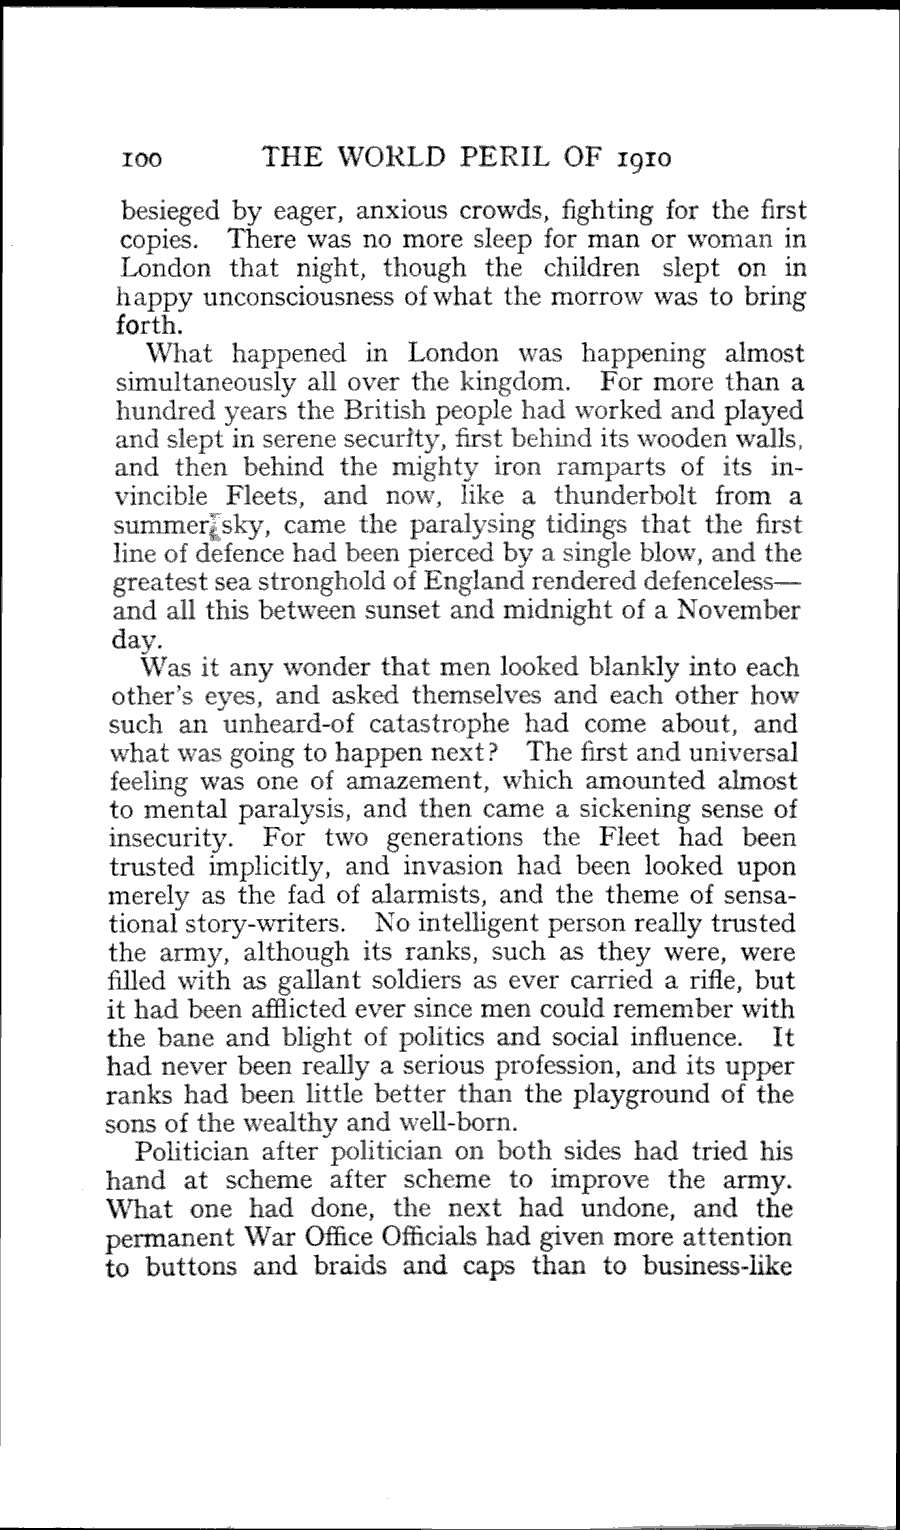 100 THE WORLD PERIL OF 1910
besieged by eager, anxious crowds, fighting for the first
copies. There was no more sleep for man or woman in
London that night, though the children slept on in
happy unconsciousness of what the morrow was to bring
forth.
What happened in London was happening almost
simultaneously all over the kingdom. For more than a
hundred years the British people had worked and played
and slept in serene security, first behind its wooden walls,
and then behind the mighty iron ramparts of its in-
vincible Fleets, and now, like a thunderbolt from a
summer sky, came the paralysing tidings that the first
line of defence had been pierced by a single blow, and the
greatest sea stronghold of England rendered defenceless—
and all this between sunset and midnight of a November
day.
Was it any wonder that men looked blankly into each
other's eyes, and asked themselves and each other how
such an unheard-of catastrophe had come about, and
what was going to happen next? The first and universal
feeling was one of amazement, which amounted almost
to mental paralysis, and then came a sickening sense of
insecurity. For two generations the Fleet had been
trusted implicitly, and invasion had been looked upon
merely as the fad of alarmists, and the theme of sensa-
tional story-writers. No intelligent person really trusted
the army, although its ranks, such as they were, were
filled with as gallant soldiers as ever carried a rifle, but
it had been afflicted ever since men could remember with
the bane and blight of politics and social influence. It
had never been really a serious profession, and its upper
ranks had been little better than the playground of the
sons of the wealthy and well-born.
Politician after politician on both sides had tried his
hand at scheme after scheme to improve the army.
What one had done, the next had undone, and the
permanent War Office Officials had given more attention
to buttons and braids and caps than to business-like